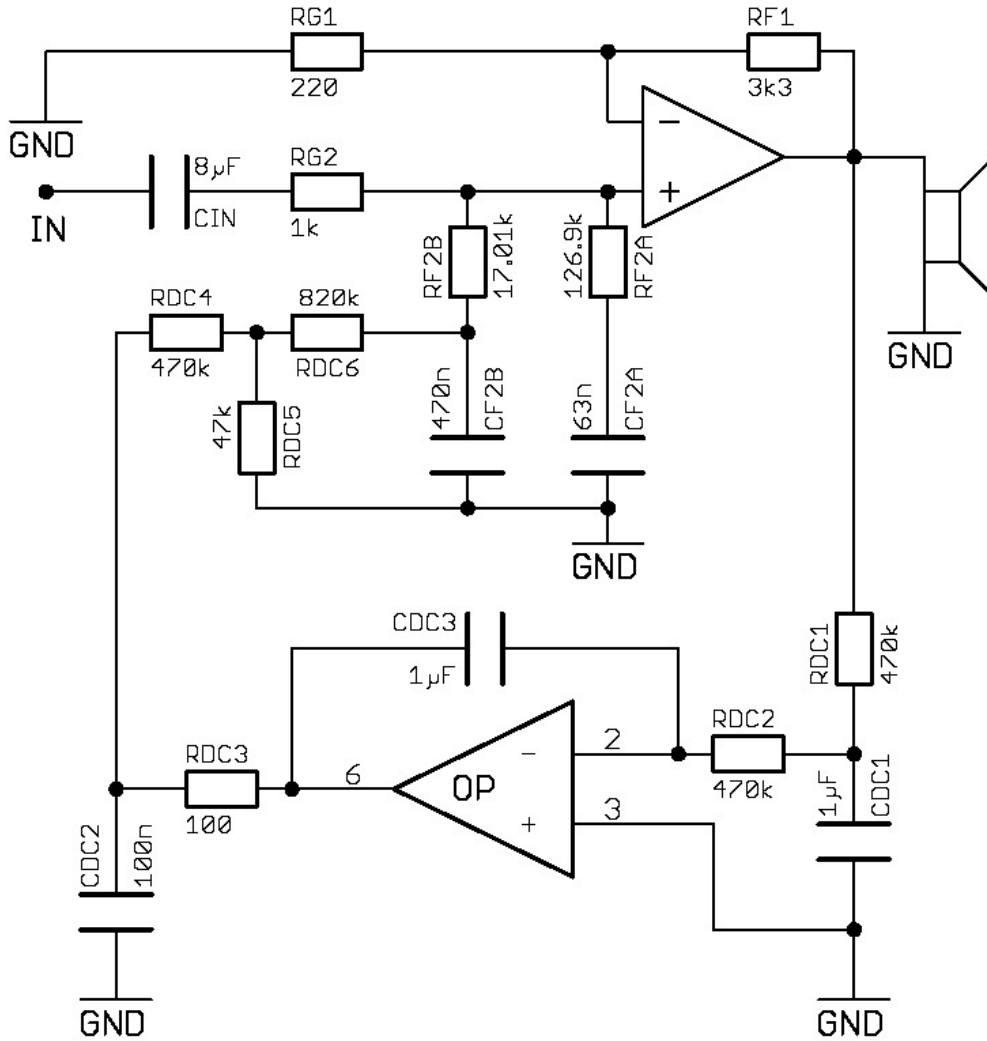 RG1
RF1
220
3k3
GND
−
+
8µF
RG2
IN
CIN
1k
RF2B
17.01k
126.9k
RF2A
RDC4
820k
470k
RDC6
GND
47k
RDC5
470n
CF2B
63n
CF2A
GND
CDC3
1µF
RDC1
470k
RDC2
2
−
470k
RDC3
6
OP
100
+
3
1µF
CDC1
CDC2
100n
GND
GND